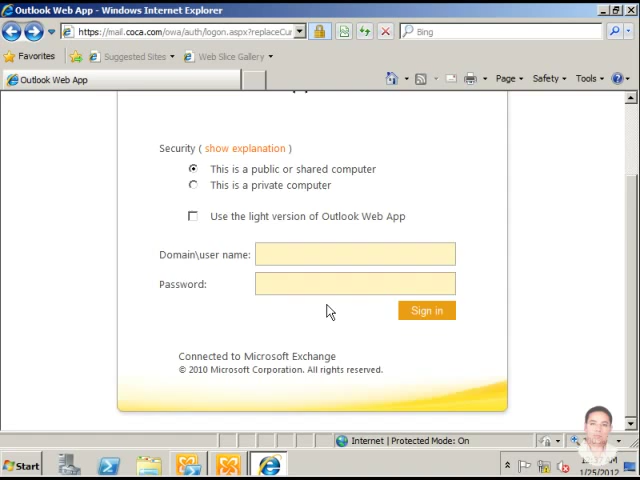 Outlook Web App - Windows Internet Explorer
https://mail.coca.com/owa/auth/logon.aspx?replaceCur
Bing
Favorites Suggested Sites Web Slice Gallery
Outlook Web App Page Safety Tools
Security ( show explanation )
This is a public or shared computer
This is a private computer
Use the light version of Outlook Web App
Domain\user name:
Password:
Sign in
Connected to Microsoft Exchange
© 2010 Microsoft Corporation. All rights reserved.
Internet | Protected Mode: On
Start
1/25/2012